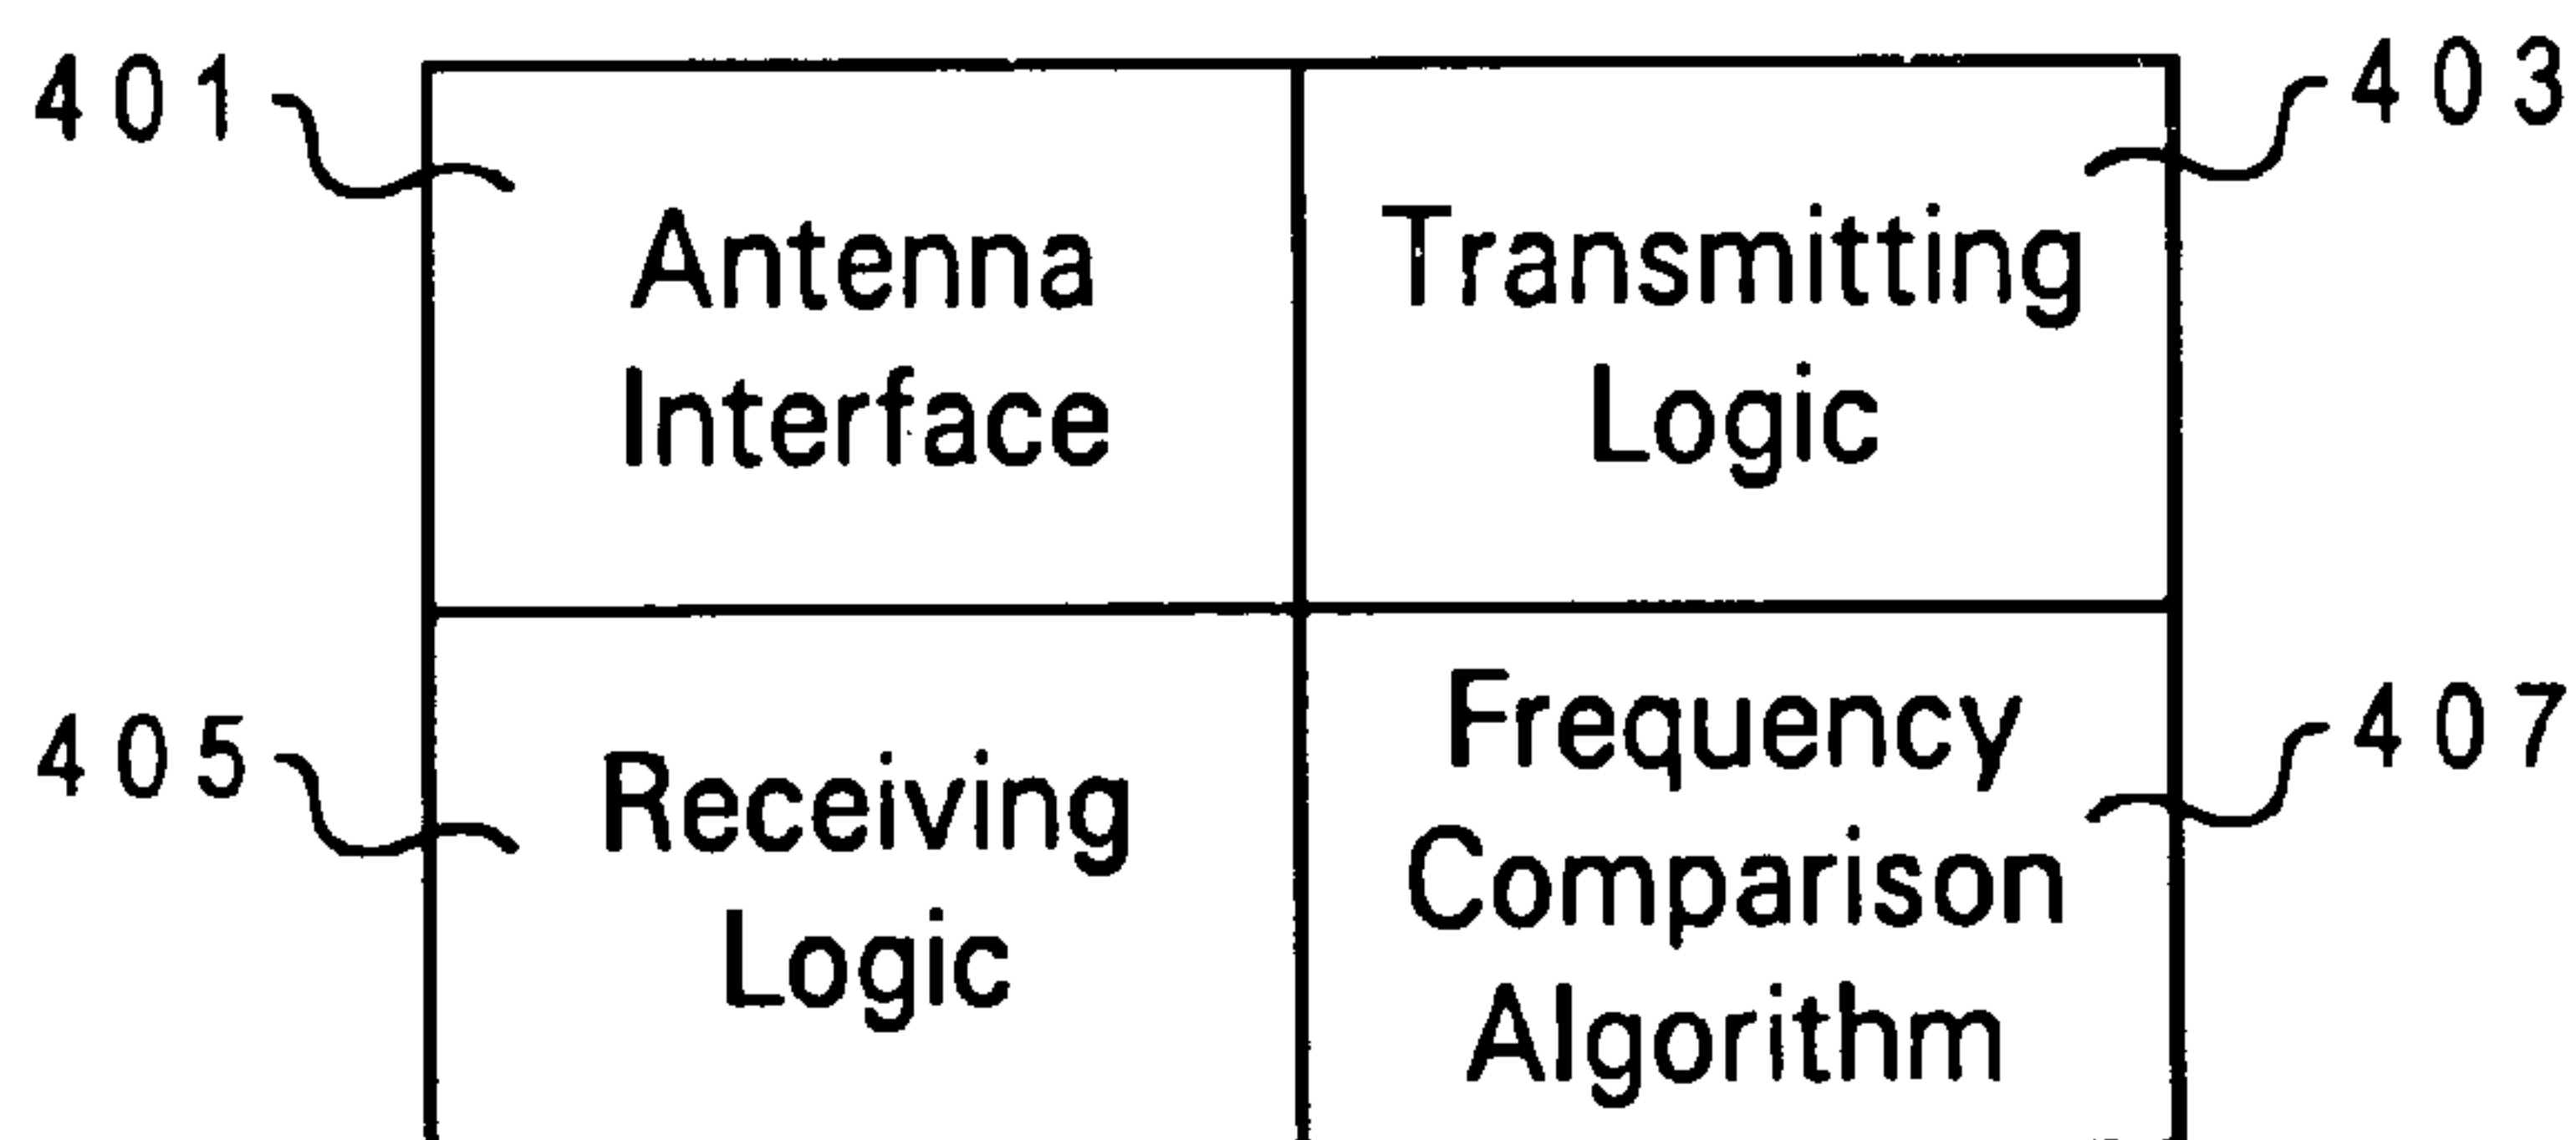 401
403
Antenna
Interface
Transmitting
Logic
405
407
Receiving
Logic
Frequency
Comparison
Algorithm